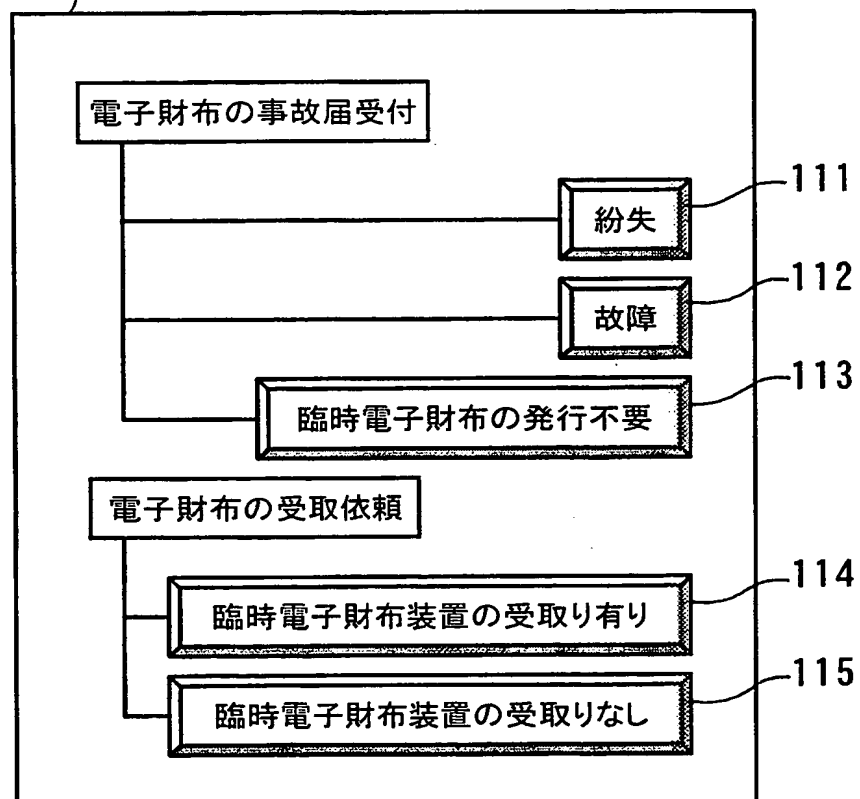 電子財布の事故届受付
紛失
111
故障
112
臨時電子財布の発行不要
113
電子財布の受取依頼
臨時電子財布装置の受取り有り
114
臨時電子財布装置の受取りなし
115